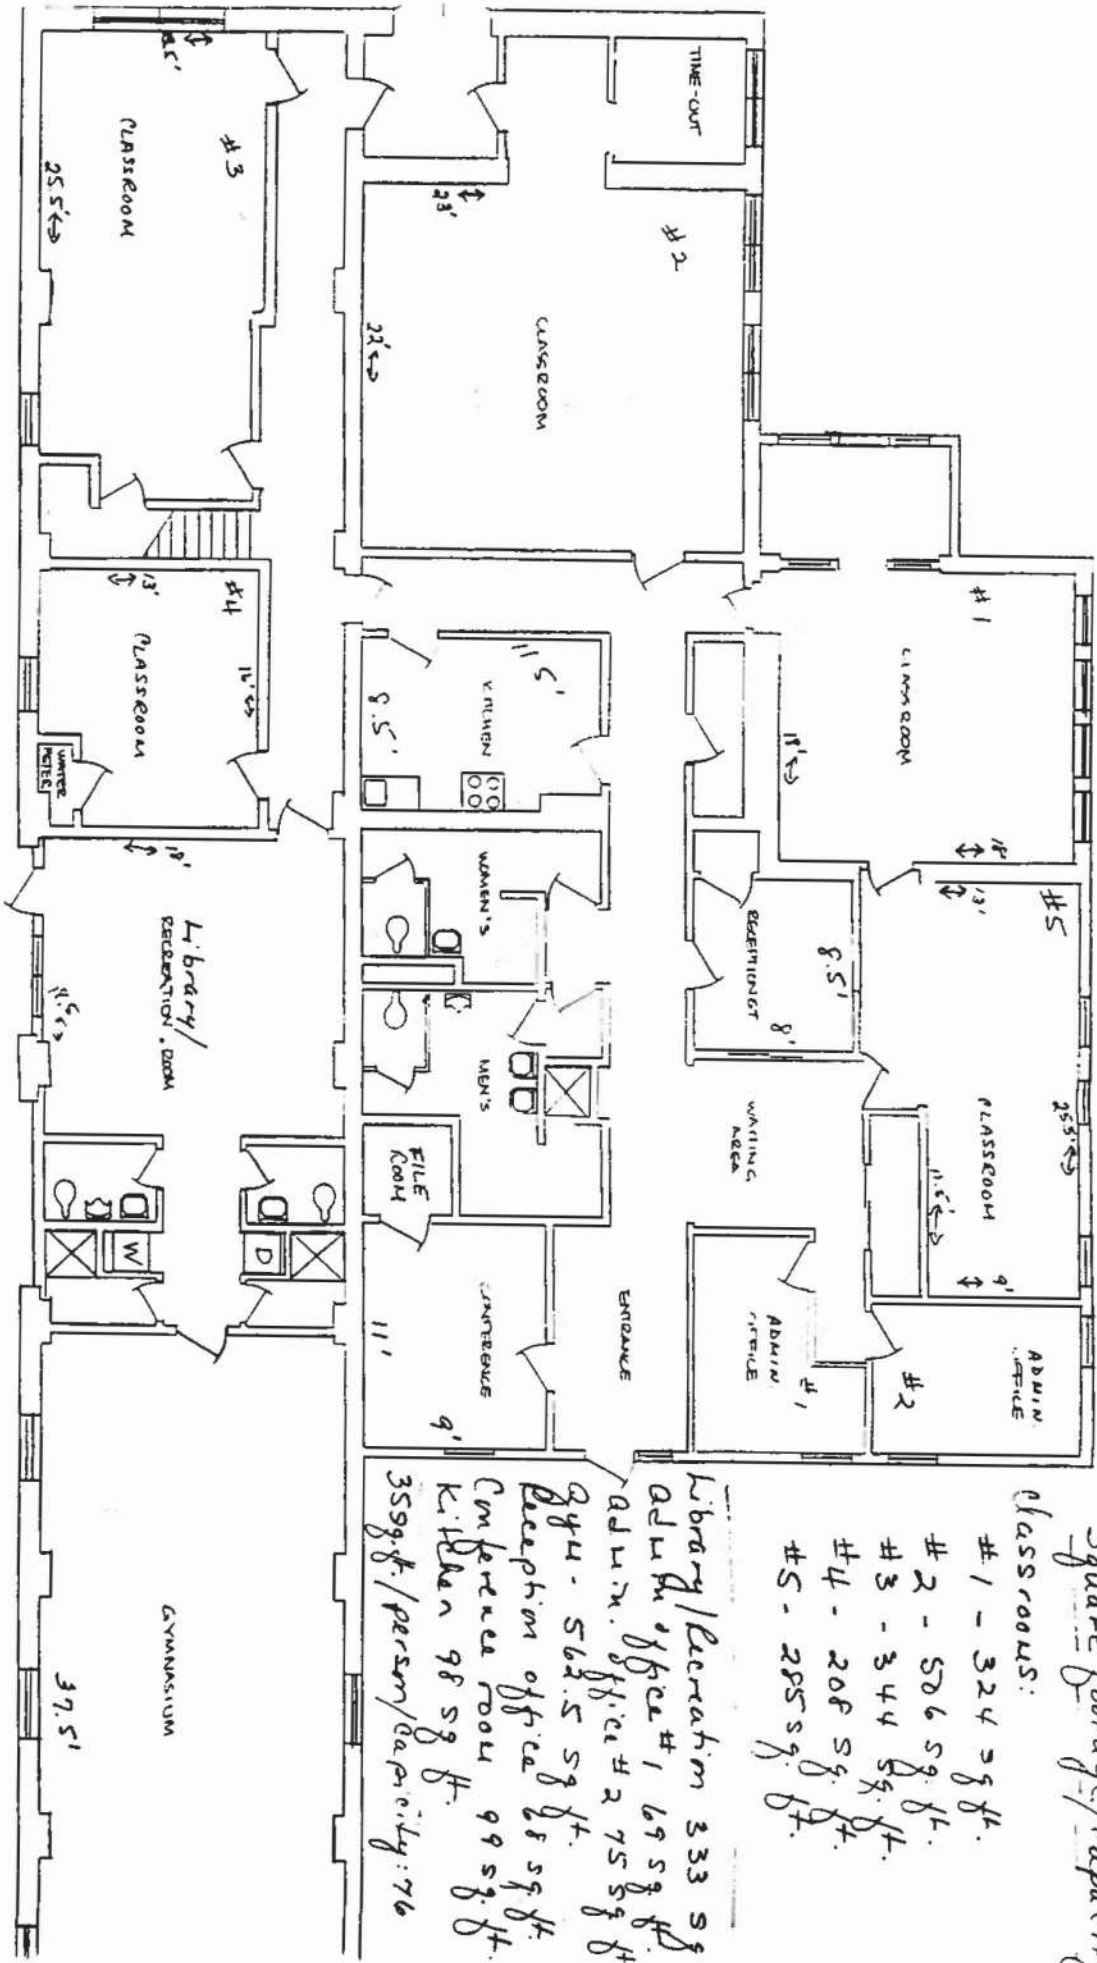 Square footage/Capacity
Classrooms:
#1 - 324 sq ft.
#2 - 506 sq. ft.
#3 - 344 sq. ft.
#4 - 208 sq. ft.
#5 - 285 sq. ft.
Library/Recreation 333 sq
admin office #1 69 sq ft.
admin. office #2 75 sq ft
gym - 562.5 sq ft.
Reception office 68 sq. ft.
Conference room 99 sq. ft.
Kitchen 98 sq ft.
35 sq. ft./person/capicity: 76
TIME-OUT
#2
CLASSROOM
23'
22'
#3
CLASSROOM
25.5'
#1
CLASSROOM
18'
18'
#5
13'
CLASSROOM
25.5'
11.5'
9'
ADMIN
OFFICE
#2
ADMIN
OFFICE
#1
RECEPTIONST
8.5'
8'
WAITING
AREA
ENTRANCE
KITCHEN
11.5'
8.5'
WOMEN'S
MEN'S
FILE
ROOM
CONFERENCE
11'
9'
#4
13'
16'
CLASSROOM
WATER
METER
18'
Library/
RECREATION ROOM
W
D
GYMNASIUM
37.5'